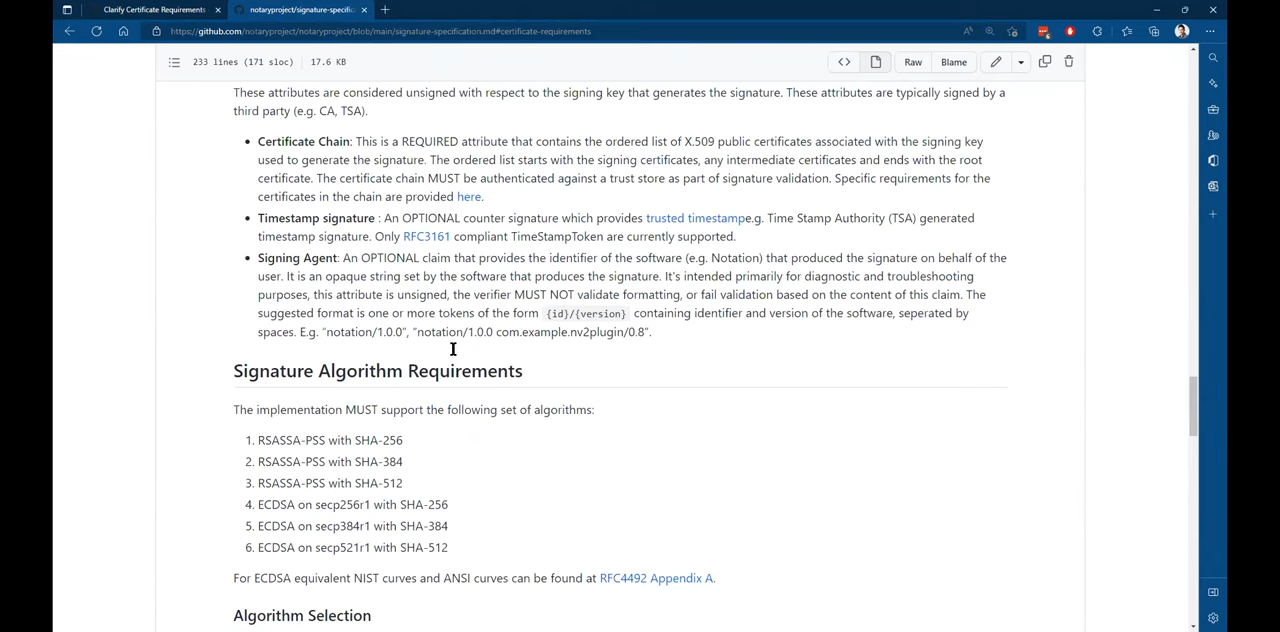 Clarify Certificate Requirements
notaryproject/signature-specific
https://github.com/notaryproject/notaryproject/blob/main/signature-specification.md#certificate-requirements
233 lines (171 sloc) 17.6 KB
Raw
Blame
These attributes are considered unsigned with respect to the signing key that generates the signature. These attributes are typically signed by a
third party (e.g. CA, TSA).
Certificate Chain: This is a REQUIRED attribute that contains the ordered list of X.509 public certificates associated with the signing key
used to generate the signature. The ordered list starts with the signing certificates, any intermediate certificates and ends with the root
certificate. The certificate chain MUST be authenticated against a trust store as part of signature validation. Specific requirements for the
certificates in the chain are provided here.
Timestamp signature : An OPTIONAL counter signature which provides trusted timestampe.g. Time Stamp Authority (TSA) generated
timestamp signature. Only RFC3161 compliant TimeStampToken are currently supported.
Signing Agent: An OPTIONAL claim that provides the identifier of the software (e.g. Notation) that produced the signature on behalf of the
user. It is an opaque string set by the software that produces the signature. It's intended primarily for diagnostic and troubleshooting
purposes, this attribute is unsigned, the verifier MUST NOT validate formatting, or fail validation based on the content of this claim. The
suggested format is one or more tokens of the form {id}/{version} containing identifier and version of the software, seperated by
spaces. E.g. “notation/1.0.0”, “notation/1.0.0 com.example.nv2plugin/0.8”.
Signature Algorithm Requirements
The implementation MUST support the following set of algorithms:
1. RSASSA-PSS with SHA-256
2. RSASSA-PSS with SHA-384
3. RSASSA-PSS with SHA-512
4. ECDSA on secp256r1 with SHA-256
5. ECDSA on secp384r1 with SHA-384
6. ECDSA on secp521r1 with SHA-512
For ECDSA equivalent NIST curves and ANSI curves can be found at RFC4492 Appendix A.
Algorithm Selection